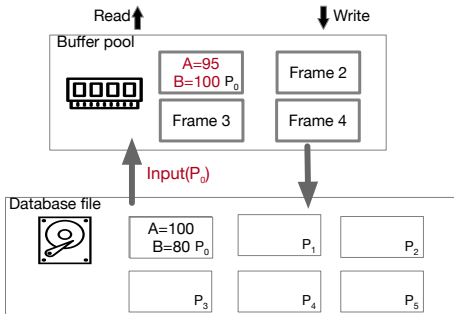 Read
Write
Buffer pool
A=95
B=100 P₀
Frame 2
Frame 3
Frame 4
Input(P₀)
Database file
A=100
B=80 P₀
P₁
P₂
P₃
P₄
P₅